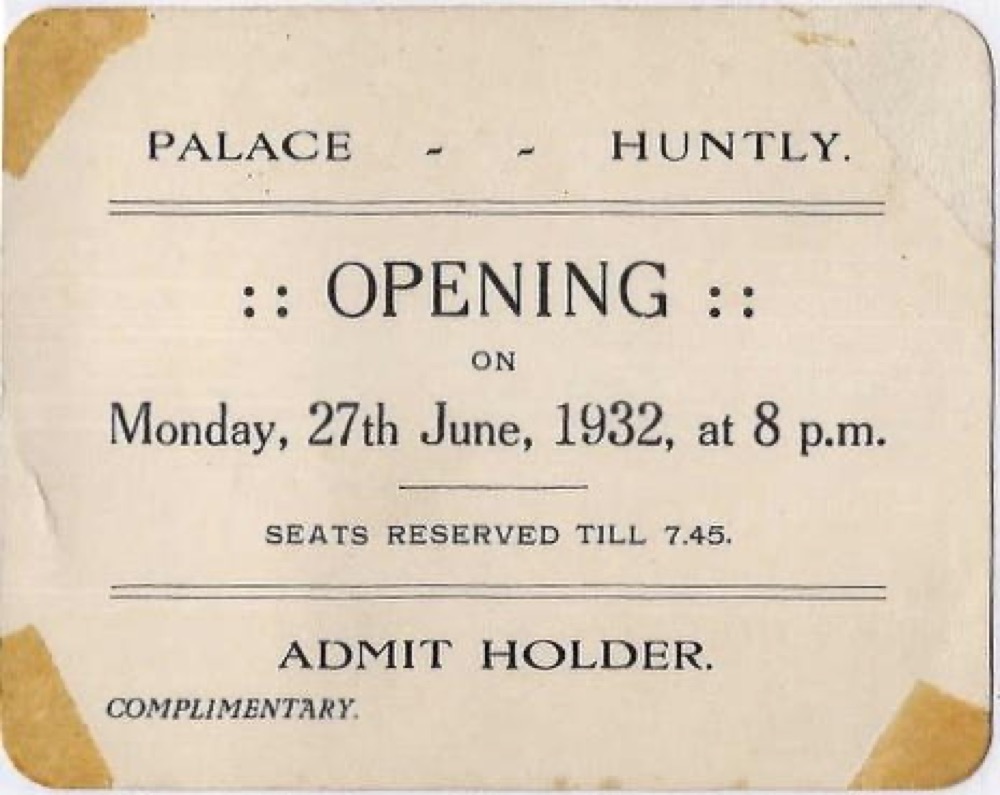 PALACE - - HUNTLY.
:: OPENING ::
ON
Monday, 27th June, 1932, at 8 p.m.
SEATS RESERVED TILL 7.45.
ADMIT HOLDER.
COMPLIMENTARY.